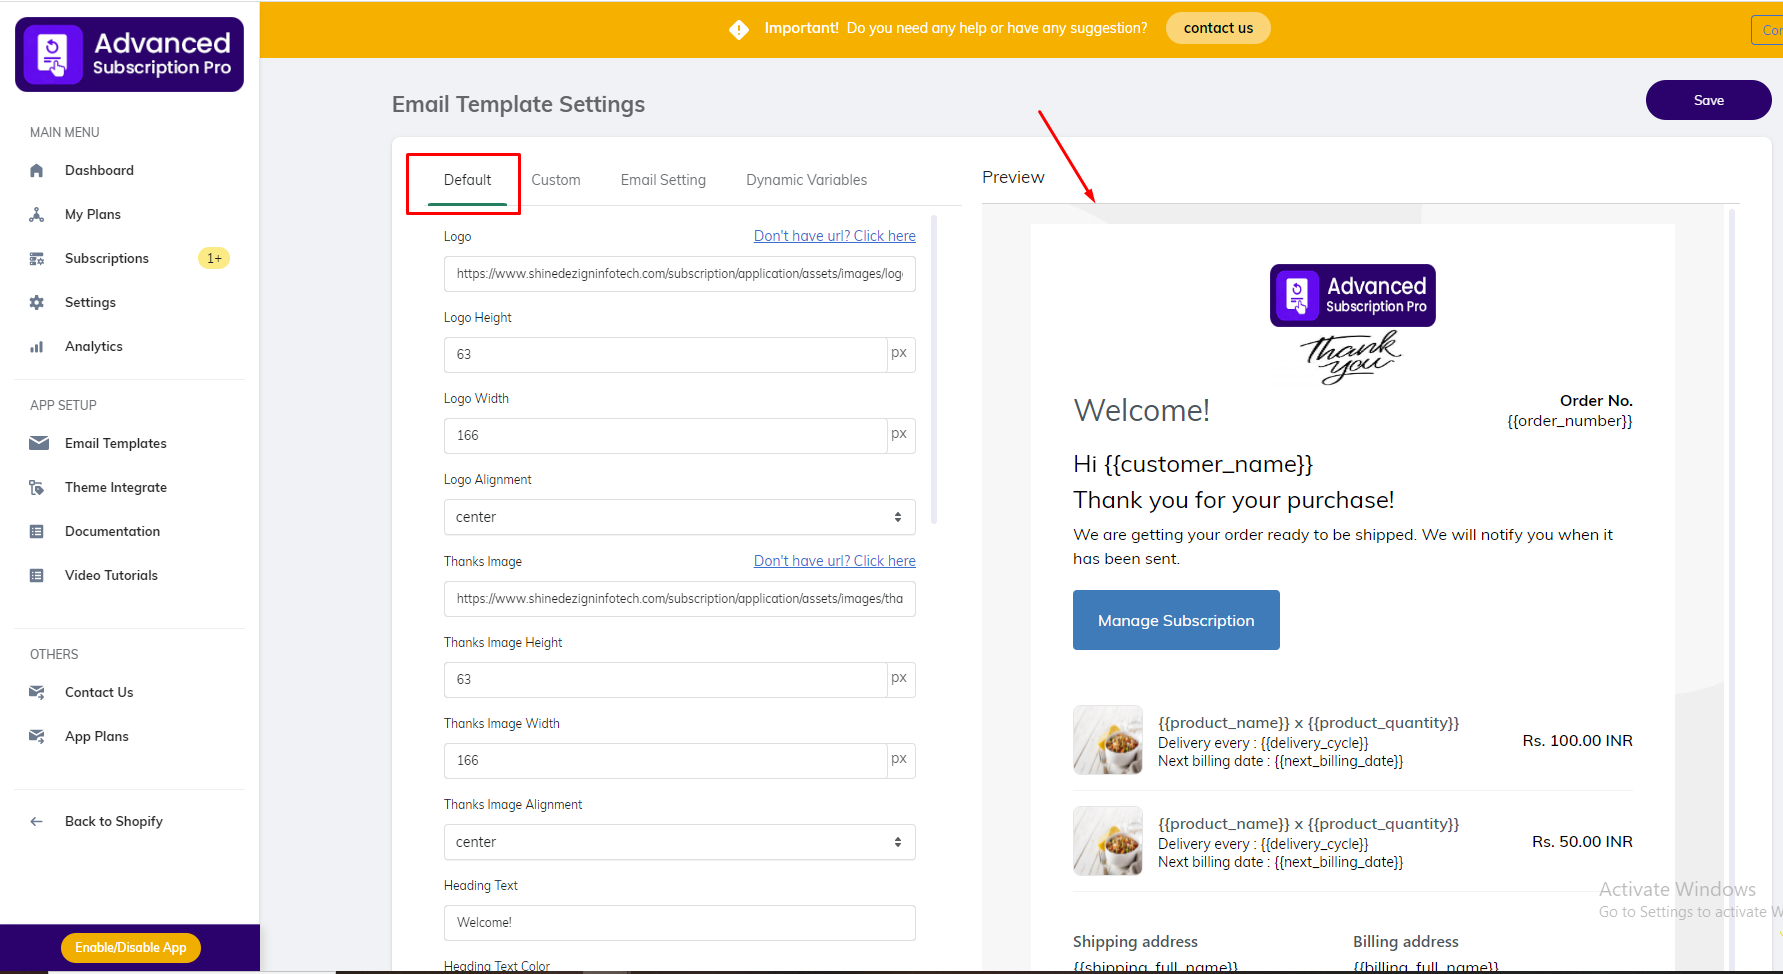 Advanced
Subscription Pro
MAIN MENU
Dashboard
My Plans
Subscriptions 1+
Settings
Analytics
APP SETUP
Email Templates
Theme Integrate
Documentation
Video Tutorials
OTHERS
Contact Us
App Plans
Back to Shopify
Enable/Disable App
Important! Do you need any help or have any suggestion? contact us
Email Template Settings
Save
Default Custom Email Setting Dynamic Variables
Logo Don't have url? Click here
https://www.shinedezigninfotech.com/subscription/application/assets/images/log
Logo Height
63 px
Logo Width
166 px
Logo Alignment
center
Thanks Image Don't have url? Click here
https://www.shinedezigninfotech.com/subscription/application/assets/images/tha
Thanks Image Height
63 px
Thanks Image Width
166 px
Thanks Image Alignment
center
Heading Text
Welcome!
Heading Text Color
Preview
Advanced
Subscription Pro
Thank
you
Welcome!
Order No.
{{order_number}}
Hi {{customer_name}}
Thank you for your purchase!
We are getting your order ready to be shipped. We will notify you when it
has been sent.
Manage Subscription
{{product_name}} x {{product_quantity}}
Delivery every : {{delivery_cycle}}
Next billing date : {{next_billing_date}}
Rs. 100.00 INR
{{product_name}} x {{product_quantity}}
Delivery every : {{delivery_cycle}}
Next billing date : {{next_billing_date}}
Rs. 50.00 INR
Activate Windows
Go to Settings to activate W
Shipping address Billing address
{{shipping_full_name}} {{billing_full_name}}